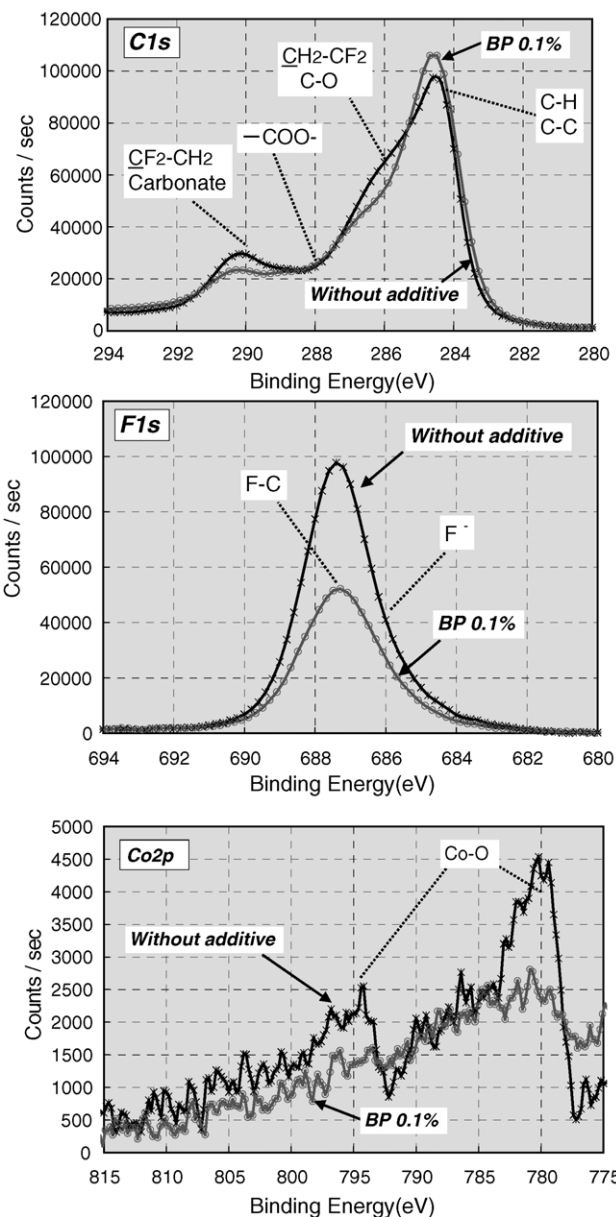 C1s
CH2-CF2
C-O
BP 0.1%
C-H
C-C
—COO-
CF2-CH2
Carbonate
Without additive
Counts / sec
120000
100000
80000
60000
40000
20000
0
294 292 290 288 286 284 282 280
Binding Energy(eV)
F1s
Without additive
F-C
F -
BP 0.1%
Counts / sec
120000
100000
80000
60000
40000
20000
0
694 692 690 688 686 684 682 680
Binding Energy(eV)
Co2p
Co-O
Without additive
BP 0.1%
Counts / sec
5000
4500
4000
3500
3000
2500
2000
1500
1000
500
0
815 810 805 800 795 790 785 780 775
Binding Energy(eV)